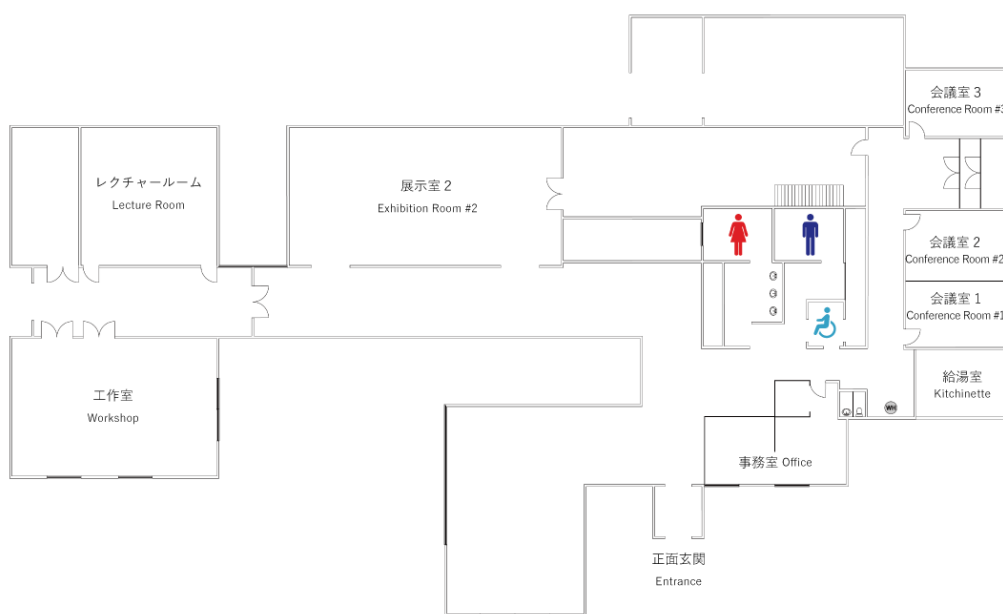 会議室 3
Conference Room #3
レクチャールーム
Lecture Room
展示室 2
Exhibition Room #2
会議室 2
Conference Room #2
会議室 1
Conference Room #1
給湯室
Kitchinette
工作室
Workshop
WH
事務室 Office
正面玄関
Entrance